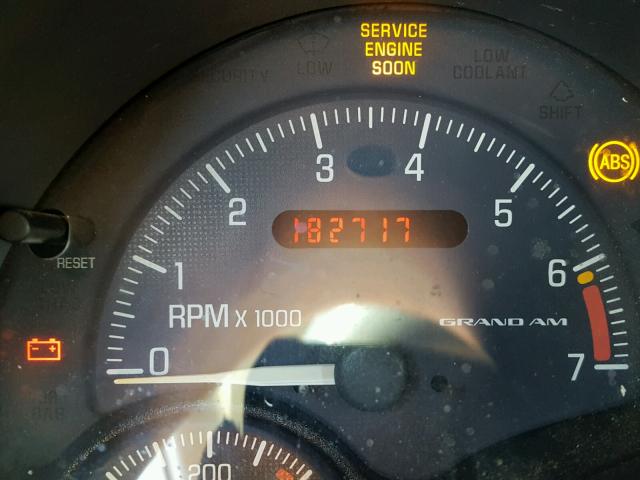 SERVICE
ENGINE
SOON
SECURITY
LOW
LOW
COOLANT
SHIFT
ABS
3
4
2
5
182717
RESET
1
6
RPM X 1000
GRAND AM
0
7
200